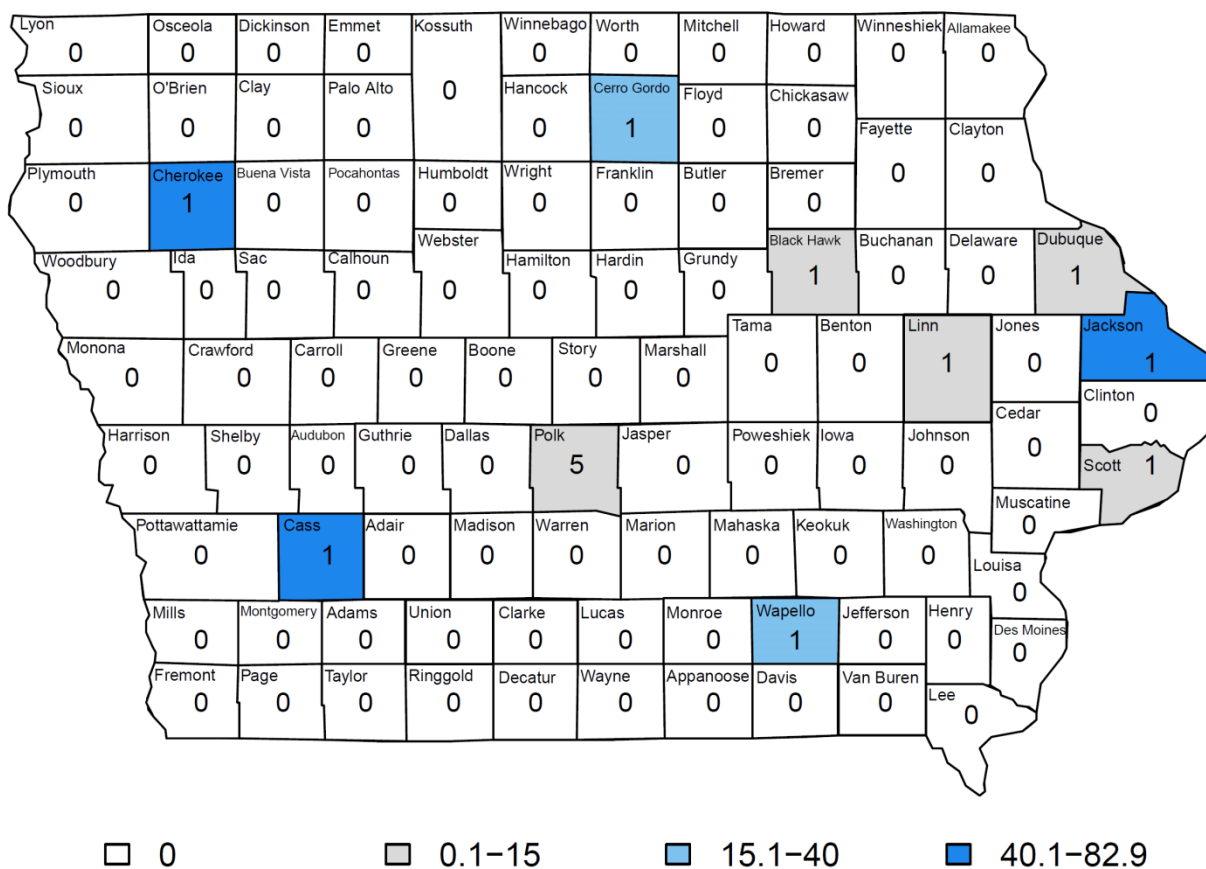 Lyon Osceola Dickinson Emmet Kossuth Winnebago Worth Mitchell Howard Winneshiek Allamakee
0 0 0 0 0 0 0 0 0 0
Sioux O'Brien Clay Palo Alto 0 Hancock Cerro Gordo Floyd Chickasaw
0 0 0 0 0 1 0 0
Fayette Clayton
0 0
Plymouth Cherokee Buena Vista Pocahontas Humboldt Wright Franklin Butler Bremer
0 1 0 0 0 0 0 0 0
Woodbury Ida Sac Calhoun Webster Hamilton Hardin Grundy Black Hawk Buchanan Delaware Dubuque
0 0 0 0 0 0 0 0 1 0 0 1
Monona Crawford Carroll Greene Boone Story Marshall Tama Benton Linn Jones Jackson
0 0 0 0 0 0 0 0 0 1 0 1
Clinton
0
Harrison Shelby Audubon Guthrie Dallas Polk Jasper Poweshiek Iowa Johnson Cedar Scott
0 0 0 0 0 5 0 0 0 0 0 1
Muscatine
0
Pottawattamie Cass Adair Madison Warren Marion Mahaska Keokuk Washington
0 1 0 0 0 0 0 0 0
Louisa
0
Mills Montgomery Adams Union Clarke Lucas Monroe Wapello Jefferson Henry Des Moines
0 0 0 0 0 0 0 1 0 0 0
Fremont Page Taylor Ringgold Decatur Wayne Appanoose Davis Van Buren Lee
0 0 0 0 0 0 0 0 0 0
0 0.1−15 15.1−40 40.1−82.9